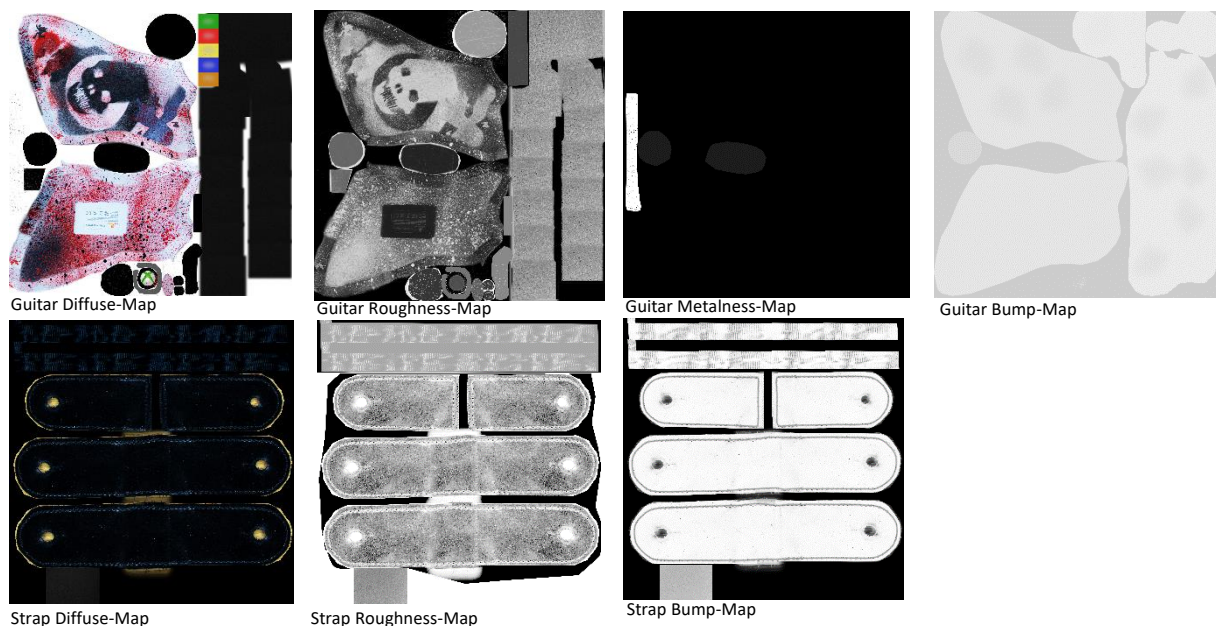 Guitar Diffuse-Map
Guitar Roughness-Map
Guitar Metalness-Map
Guitar Bump-Map
Strap Diffuse-Map
Strap Roughness-Map
Strap Bump-Map